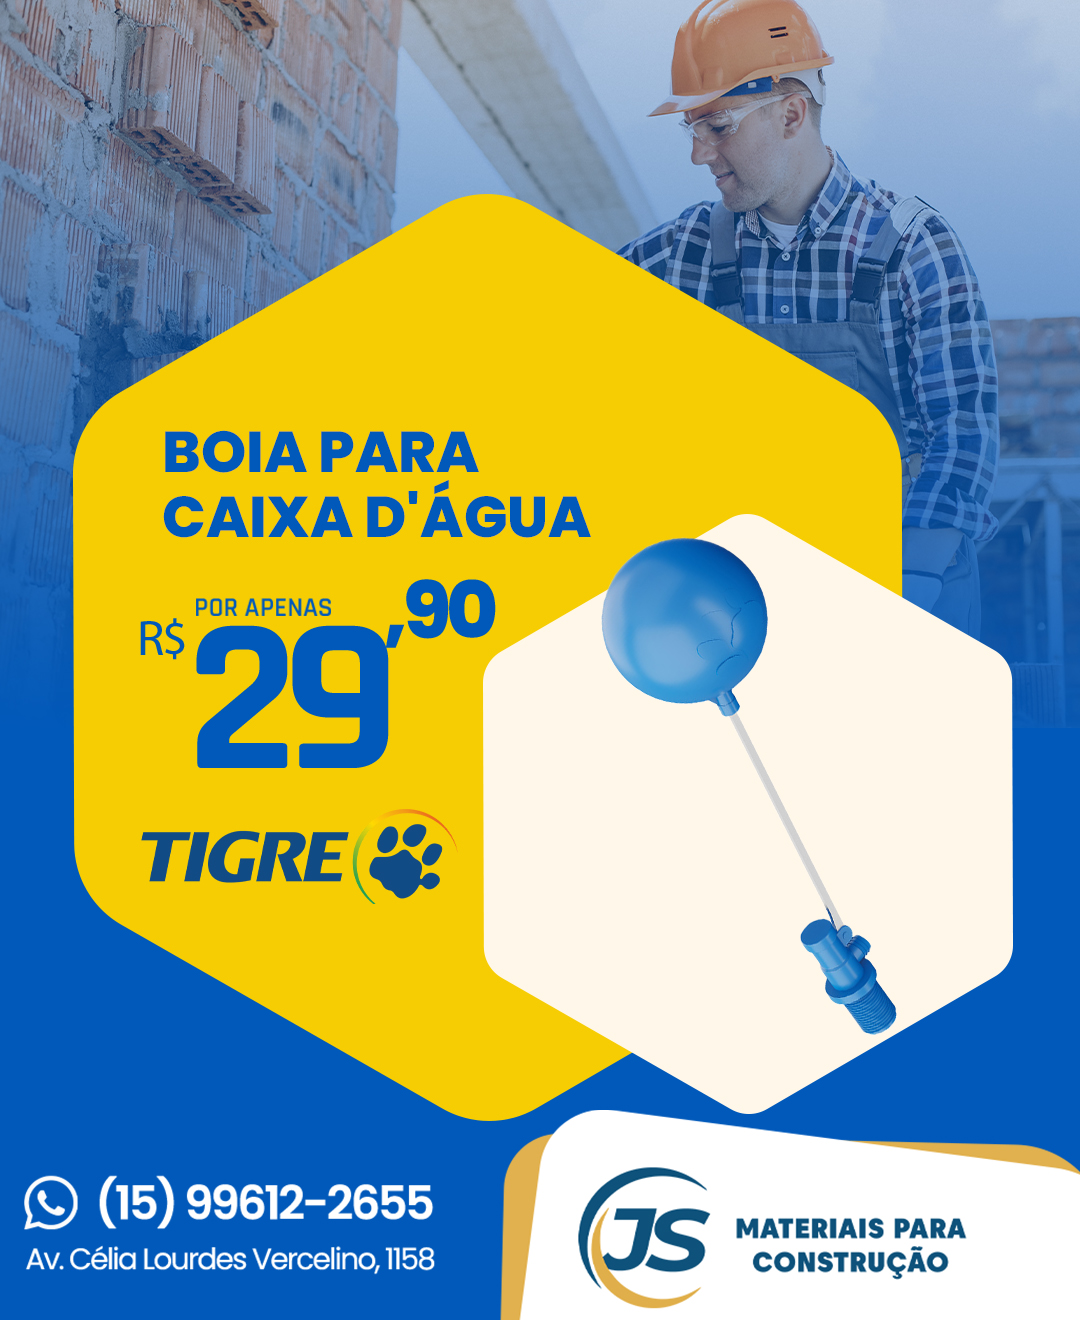 BOIA PARA
CAIXA D'ÁGUA
POR APENAS
R$ 29,90
TIGRE
(15) 99612-2655
Av. Célia Lourdes Vercelino, 1158
JS
MATERIAIS PARA
CONSTRUÇÃO